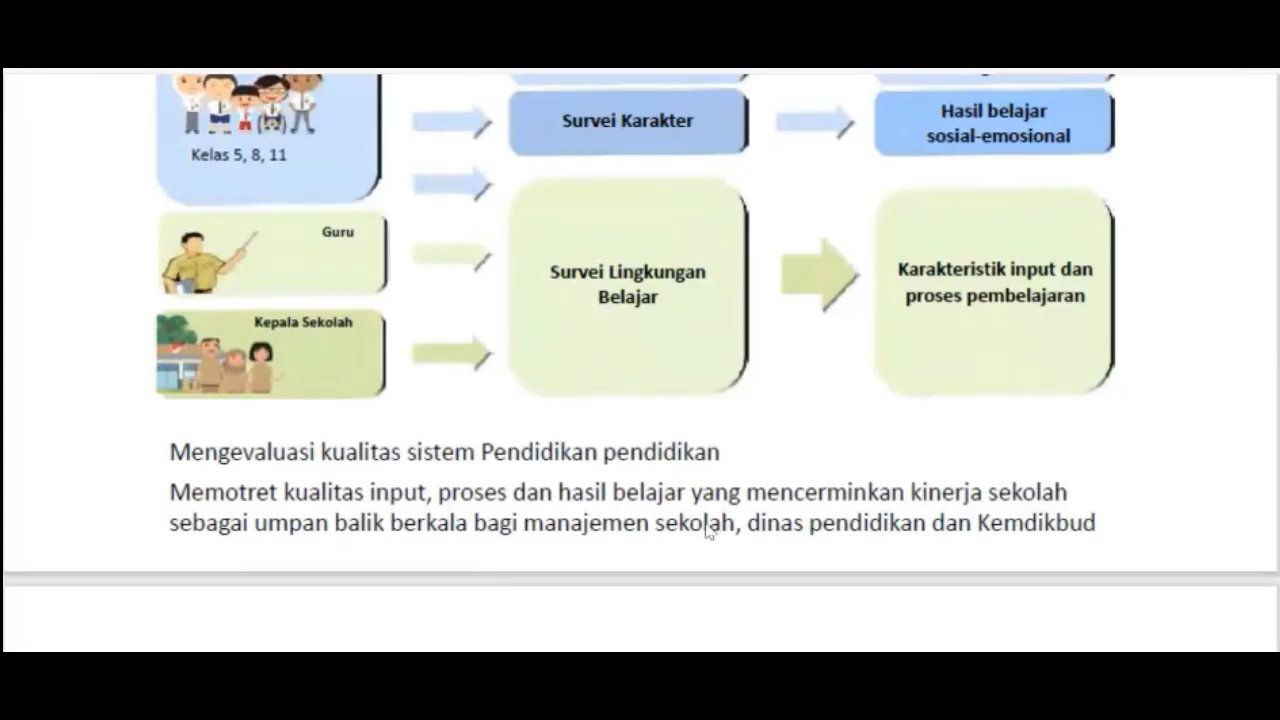 Survei Karakter
Hasil belajar
sosial-emosional
Kelas 5, 8, 11
Guru
Survei Lingkungan
Belajar
Karakteristik input dan
proses pembelajaran
Kepala Sekolah
Mengevaluasi kualitas sistem Pendidikan pendidikan
Memotret kualitas input, proses dan hasil belajar yang mencerminkan kinerja sekolah
sebagai umpan balik berkala bagi manajemen sekolah, dinas pendidikan dan Kemdikbud